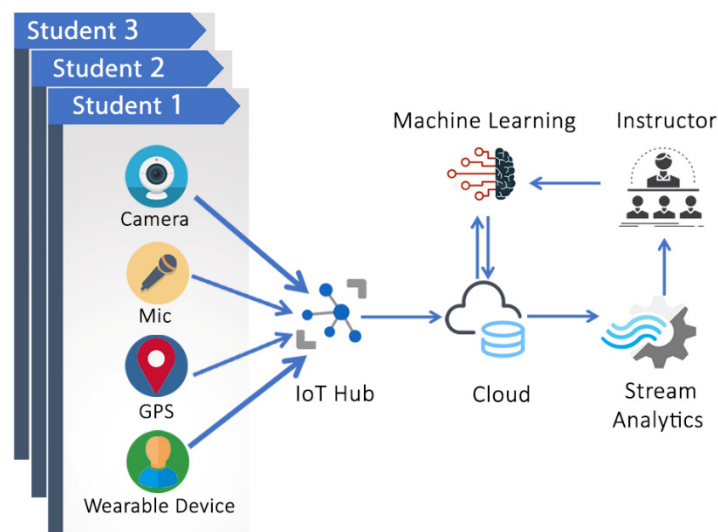 Student 3
Student 2
Student 1
Camera
Mic
GPS
Wearable Device
IoT Hub
Machine Learning
Cloud
Instructor
Stream
Analytics